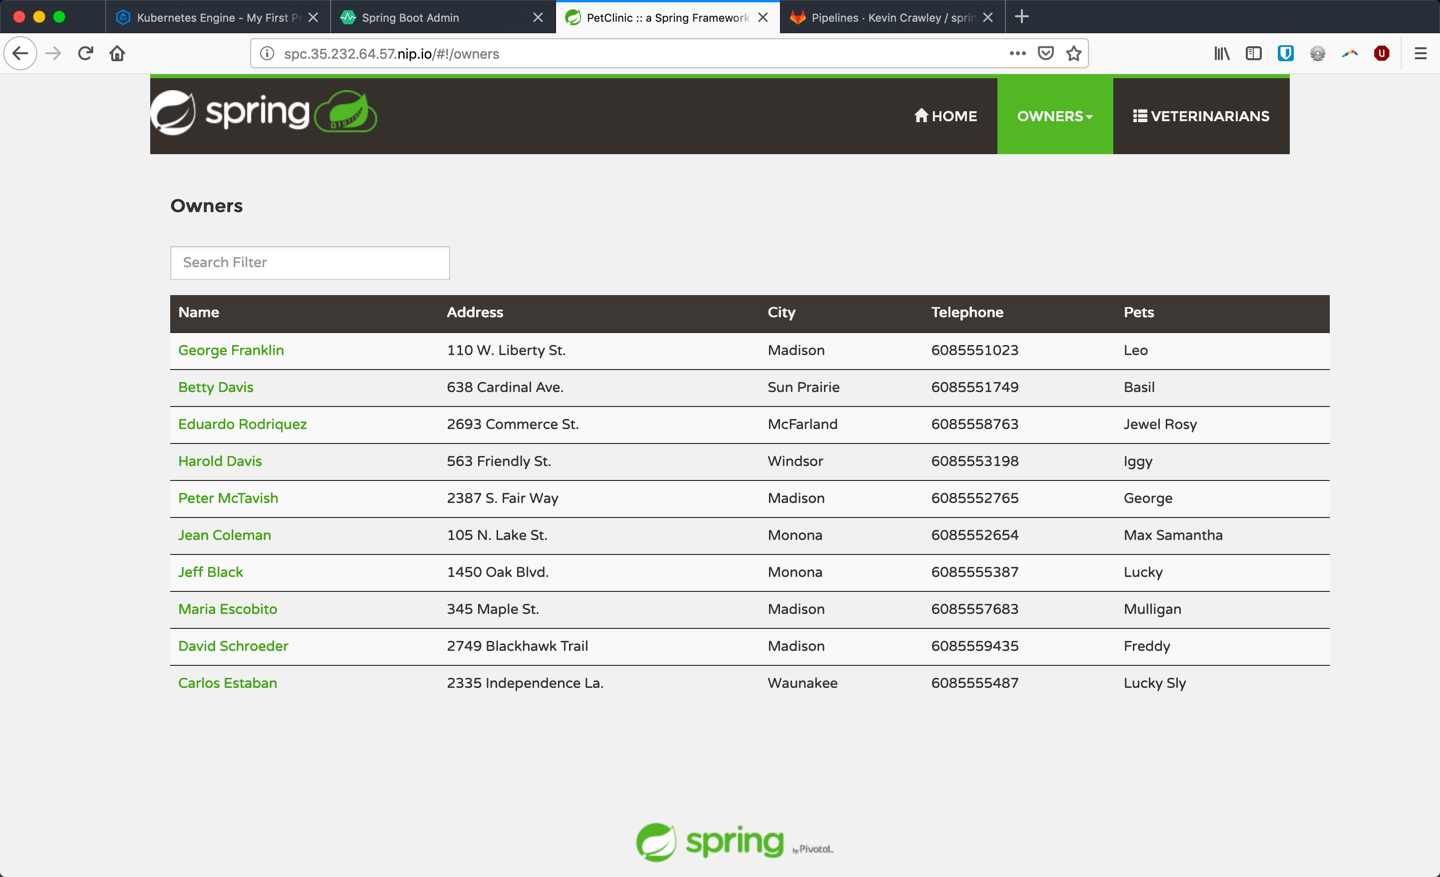 Kubernetes Engine - My First P
Spring Boot Admin
PetClinic :: a Spring Framework
Pipelines · Kevin Crawley / sprin
spc.35.232.64.57.nip.io/#!/owners
spring
HOME
OWNERS
VETERINARIANS
Owners
Search Filter
Name Address City Telephone Pets
George Franklin 110 W. Liberty St. Madison 6085551023 Leo
Betty Davis 638 Cardinal Ave. Sun Prairie 6085551749 Basil
Eduardo Rodriquez 2693 Commerce St. McFarland 6085558763 Jewel Rosy
Harold Davis 563 Friendly St. Windsor 6085553198 Iggy
Peter McTavish 2387 S. Fair Way Madison 6085552765 George
Jean Coleman 105 N. Lake St. Monona 6085552654 Max Samantha
Jeff Black 1450 Oak Blvd. Monona 6085555387 Lucky
Maria Escobito 345 Maple St. Madison 6085557683 Mulligan
David Schroeder 2749 Blackhawk Trail Madison 6085559435 Freddy
Carlos Estaban 2335 Independence La. Waunakee 6085555487 Lucky Sly
spring by Pivotal.